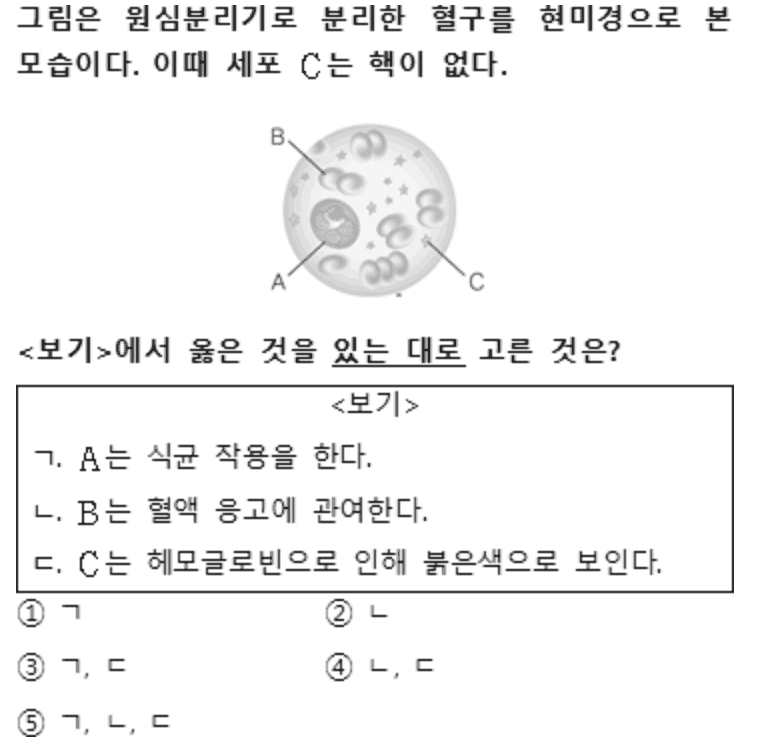 그림은 원심분리기로 분리한 혈구를 현미경으로 본
모습이다. 이때 세포 C는 핵이 없다.
B
A
C
<보기>에서 옳은 것을 있는 대로 고른 것은?
<보기>
ㄱ. A는 식균 작용을 한다.
ㄴ. B는 혈액 응고에 관여한다.
ㄷ. C는 헤모글로빈으로 인해 붉은색으로 보인다.
① ㄱ ② ㄴ
③ ㄱ, ㄷ ④ ㄴ, ㄷ
⑤ ㄱ, ㄴ, ㄷ